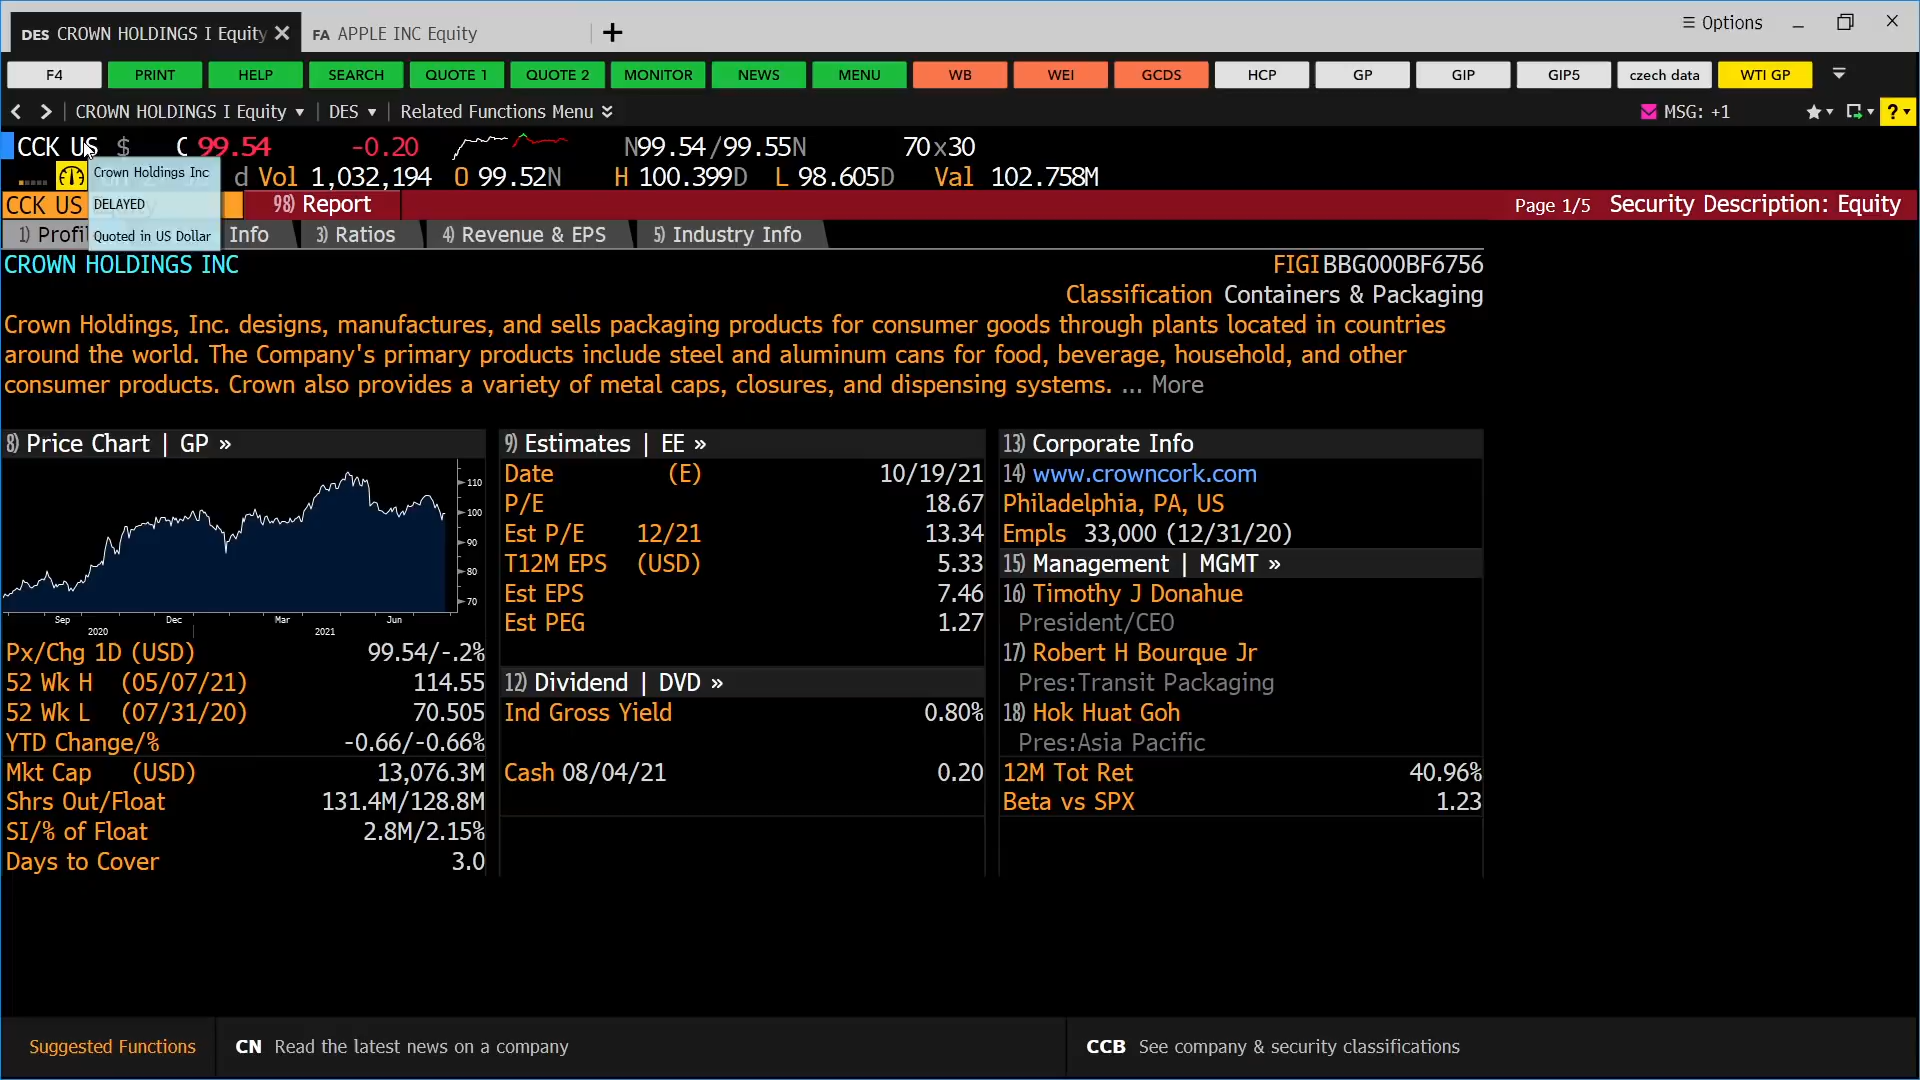 DES CROWN HOLDINGS I Equity
FA APPLE INC Equity
Options
F4 PRINT HELP SEARCH QUOTE 1 QUOTE 2 MONITOR NEWS MENU WB WEI GCDS HCP GP GIP GIP5 czech data WTI GP
CROWN HOLDINGS I Equity DES Related Functions Menu MSG: +1 ?
CCK US $ 99.54 -0.20 N99.54/99.55N 70x30
d Vol 1,032,194 O 99.52N H 100.399D L 98.605D Val 102.758M
Crown Holdings Inc
DELAYED
Quoted in US Dollar
CCK US 98) Report Page 1/5 Security Description: Equity
1) Profil Info 3) Ratios 4) Revenue & EPS 5) Industry Info
CROWN HOLDINGS INC FIGI BBG000BF6756
Classification Containers & Packaging
Crown Holdings, Inc. designs, manufactures, and sells packaging products for consumer goods through plants located in countries
around the world. The Company's primary products include steel and aluminum cans for food, beverage, household, and other
consumer products. Crown also provides a variety of metal caps, closures, and dispensing systems. ... More
8) Price Chart | GP »
110
100
90
80
70
Sep Dec Mar Jun
2020 2021
Px/Chg 1D (USD) 99.54/-.2%
52 Wk H (05/07/21) 114.55
52 Wk L (07/31/20) 70.505
YTD Change/% -0.66/-0.66%
Mkt Cap (USD) 13,076.3M
Shrs Out/Float 131.4M/128.8M
SI/% of Float 2.8M/2.15%
Days to Cover 3.0
9) Estimates | EE »
Date (E) 10/19/21
P/E 18.67
Est P/E 12/21 13.34
T12M EPS (USD) 5.33
Est EPS 7.46
Est PEG 1.27
12) Dividend | DVD »
Ind Gross Yield 0.80%
Cash 08/04/21 0.20
13) Corporate Info
14) www.crowncork.com
Philadelphia, PA, US
Empls 33,000 (12/31/20)
15) Management | MGMT »
16) Timothy J Donahue
President/CEO
17) Robert H Bourque Jr
Pres:Transit Packaging
18) Hok Huat Goh
Pres:Asia Pacific
12M Tot Ret 40.96%
Beta vs SPX 1.23
Suggested Functions CN Read the latest news on a company CCB See company & security classifications